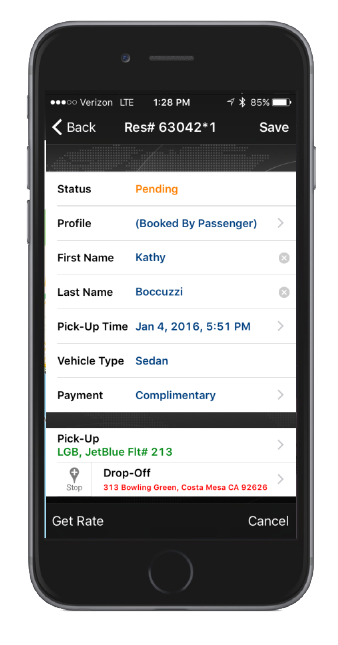 ●●●○○ Verizon LTE 1:28 PM 85%
Back Res# 63042*1 Save
Status Pending
Profile (Booked By Passenger)
First Name Kathy
Last Name Boccuzzi
Pick-Up Time Jan 4, 2016, 5:51 PM
Vehicle Type Sedan
Payment Complimentary
Pick-Up
LGB, JetBlue Flt# 213
Drop-Off
Stop 313 Bowling Green, Costa Mesa CA 92626
Get Rate Cancel